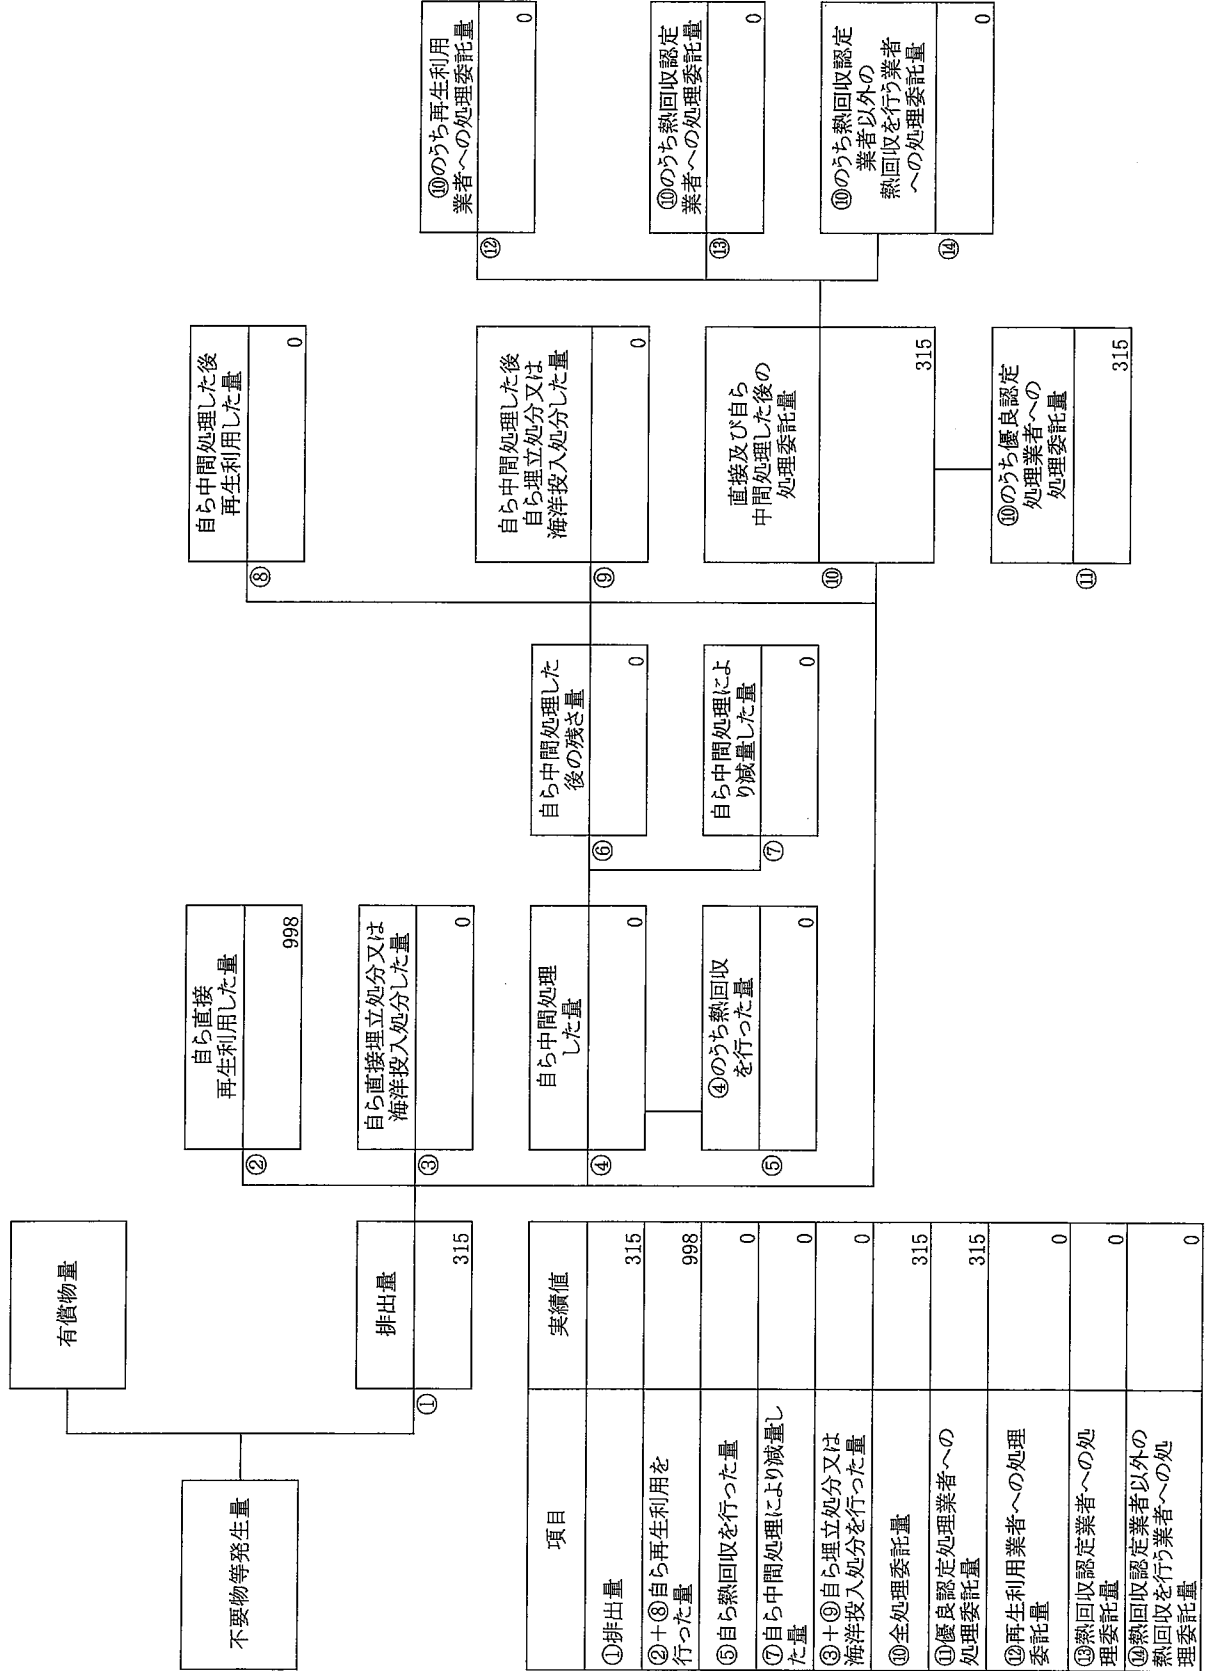 不要物等発生量
有償物量
排出量
①
315
自ら直接
再生利用した量
②
998
自ら直接埋立処分又は
海洋投入処分した量
③
0
自ら中間処理
した量
④
0
④のうち熱回収
を行った量
⑤
0
自ら中間処理した
後の残さ量
⑥
0
自ら中間処理によ
り減量した量
⑦
0
自ら中間処理した後
再生利用した量
⑧
0
自ら中間処理した後
自ら埋立処分又は
海洋投入処分した量
⑨
0
直接及び自ら
中間処理した後の
処理委託量
⑩
315
⑩のうち優良認定
処理業者への
処理委託量
⑪
315
⑩のうち再生利用
業者への処理委託量
⑫
0
⑩のうち熱回収認定
業者への処理委託量
⑬
0
⑩のうち熱回収認定
業者以外の
熱回収を行う業者
への処理委託量
⑭
0
項目
実績値
①排出量
315
②+⑧自ら再生利用を
行った量
998
⑤自ら熱回収を行った量
0
⑦自ら中間処理により減量し
た量
0
③+⑨自ら埋立処分又は
海洋投入処分を行った量
0
⑩全処理委託量
315
⑪優良認定処理業者への
処理委託量
315
⑫再生利用業者への処理
委託量
0
⑬熱回収認定業者への処
理委託量
0
⑭熱回収認定業者以外の
熱回収を行う業者への処
理委託量
0